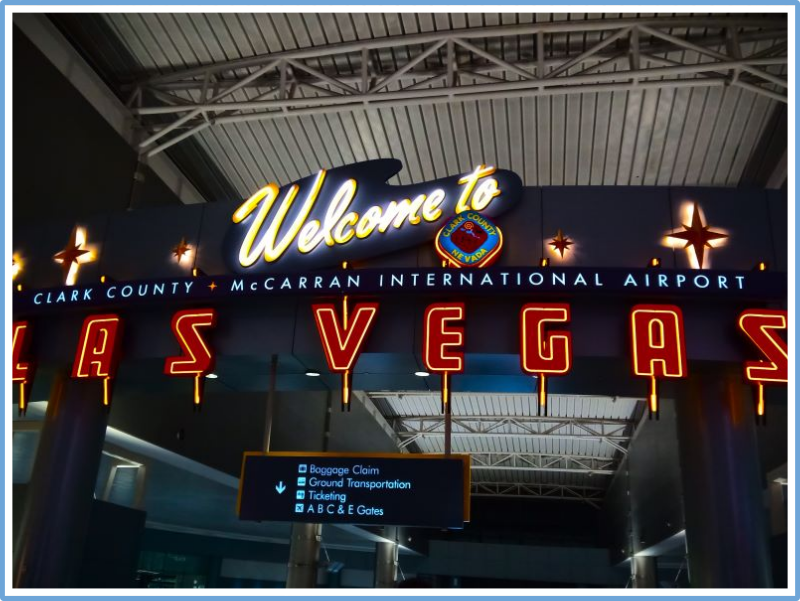 Welcome to
CLARK COUNTY
NEVADA
CLARK COUNTY ✦ McCARRAN INTERNATIONAL AIRPORT
LAS VEGAS
Baggage Claim
Ground Transportation
Ticketing
A B C & E Gates